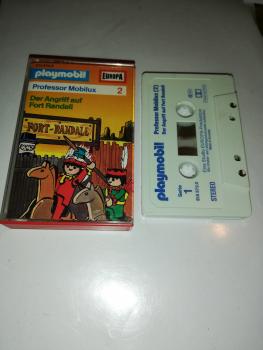 playmobil
EUROPA
Professor Mobilux 2
Der Angriff auf
Fort Randall
FORT-RANDALL
Professor Mobilux (2)
Der Angriff auf Fort Randall
playmobil
Seite
1
STEREO